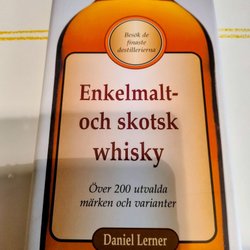 Besök de
finaste
destillerierna
Enkelmalt-
och skotsk
whisky
Över 200 utvalda
märken och varianter
Daniel Lerner